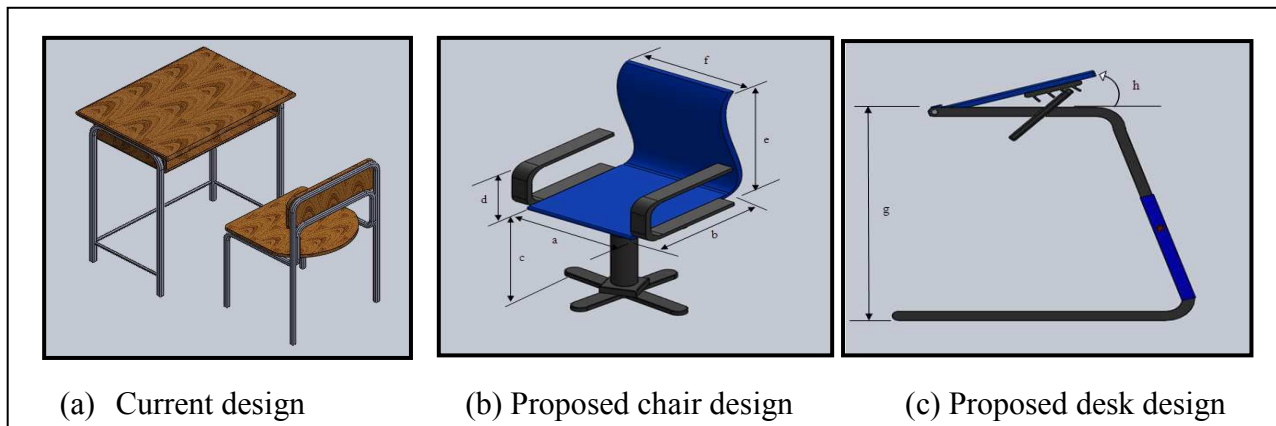 f
e
d
a
b
c
h
g
(a) Current design
(b) Proposed chair design
(c) Proposed desk design